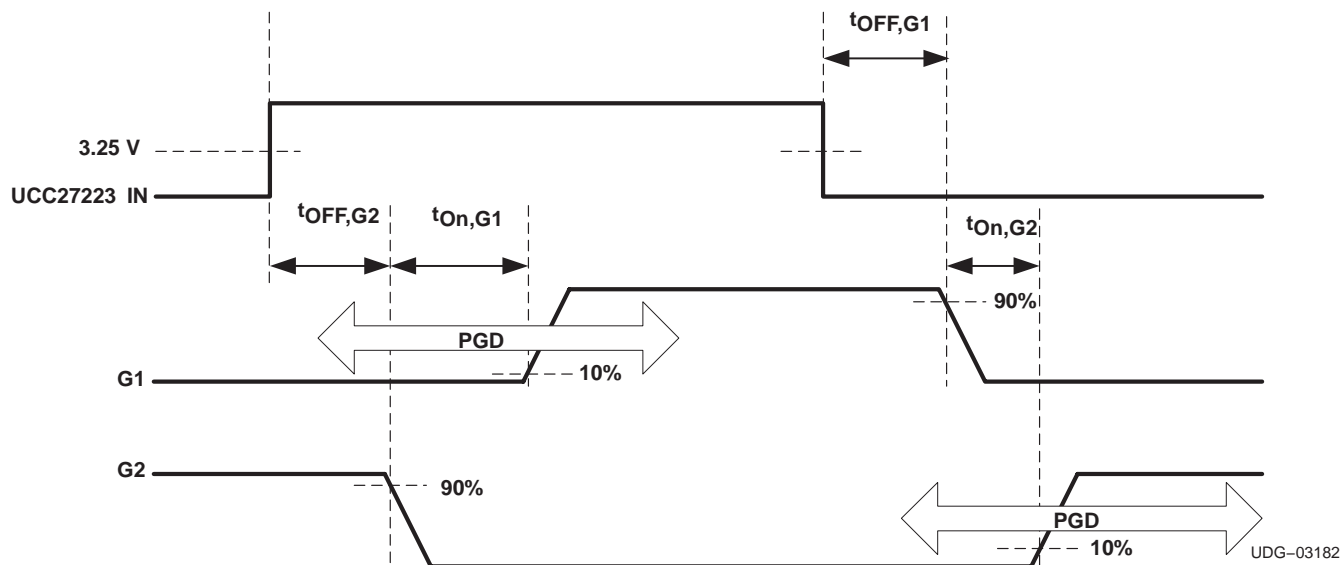 tOFF,G1
3.25 V
UCC27223 IN
tOFF,G2
tOn,G1
tOn,G2
90%
PGD
G1
10%
G2
90%
PGD
10%
UDG–03182